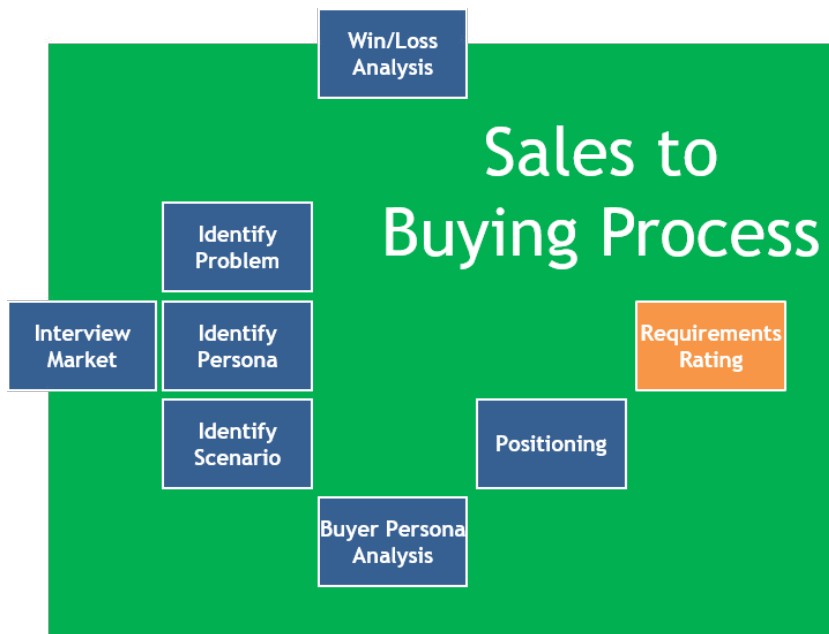 Win/Loss
Analysis
Sales to
Buying Process
Identify
Problem
Interview
Market
Identify
Persona
Requirements
Rating
Identify
Scenario
Positioning
Buyer Persona
Analysis